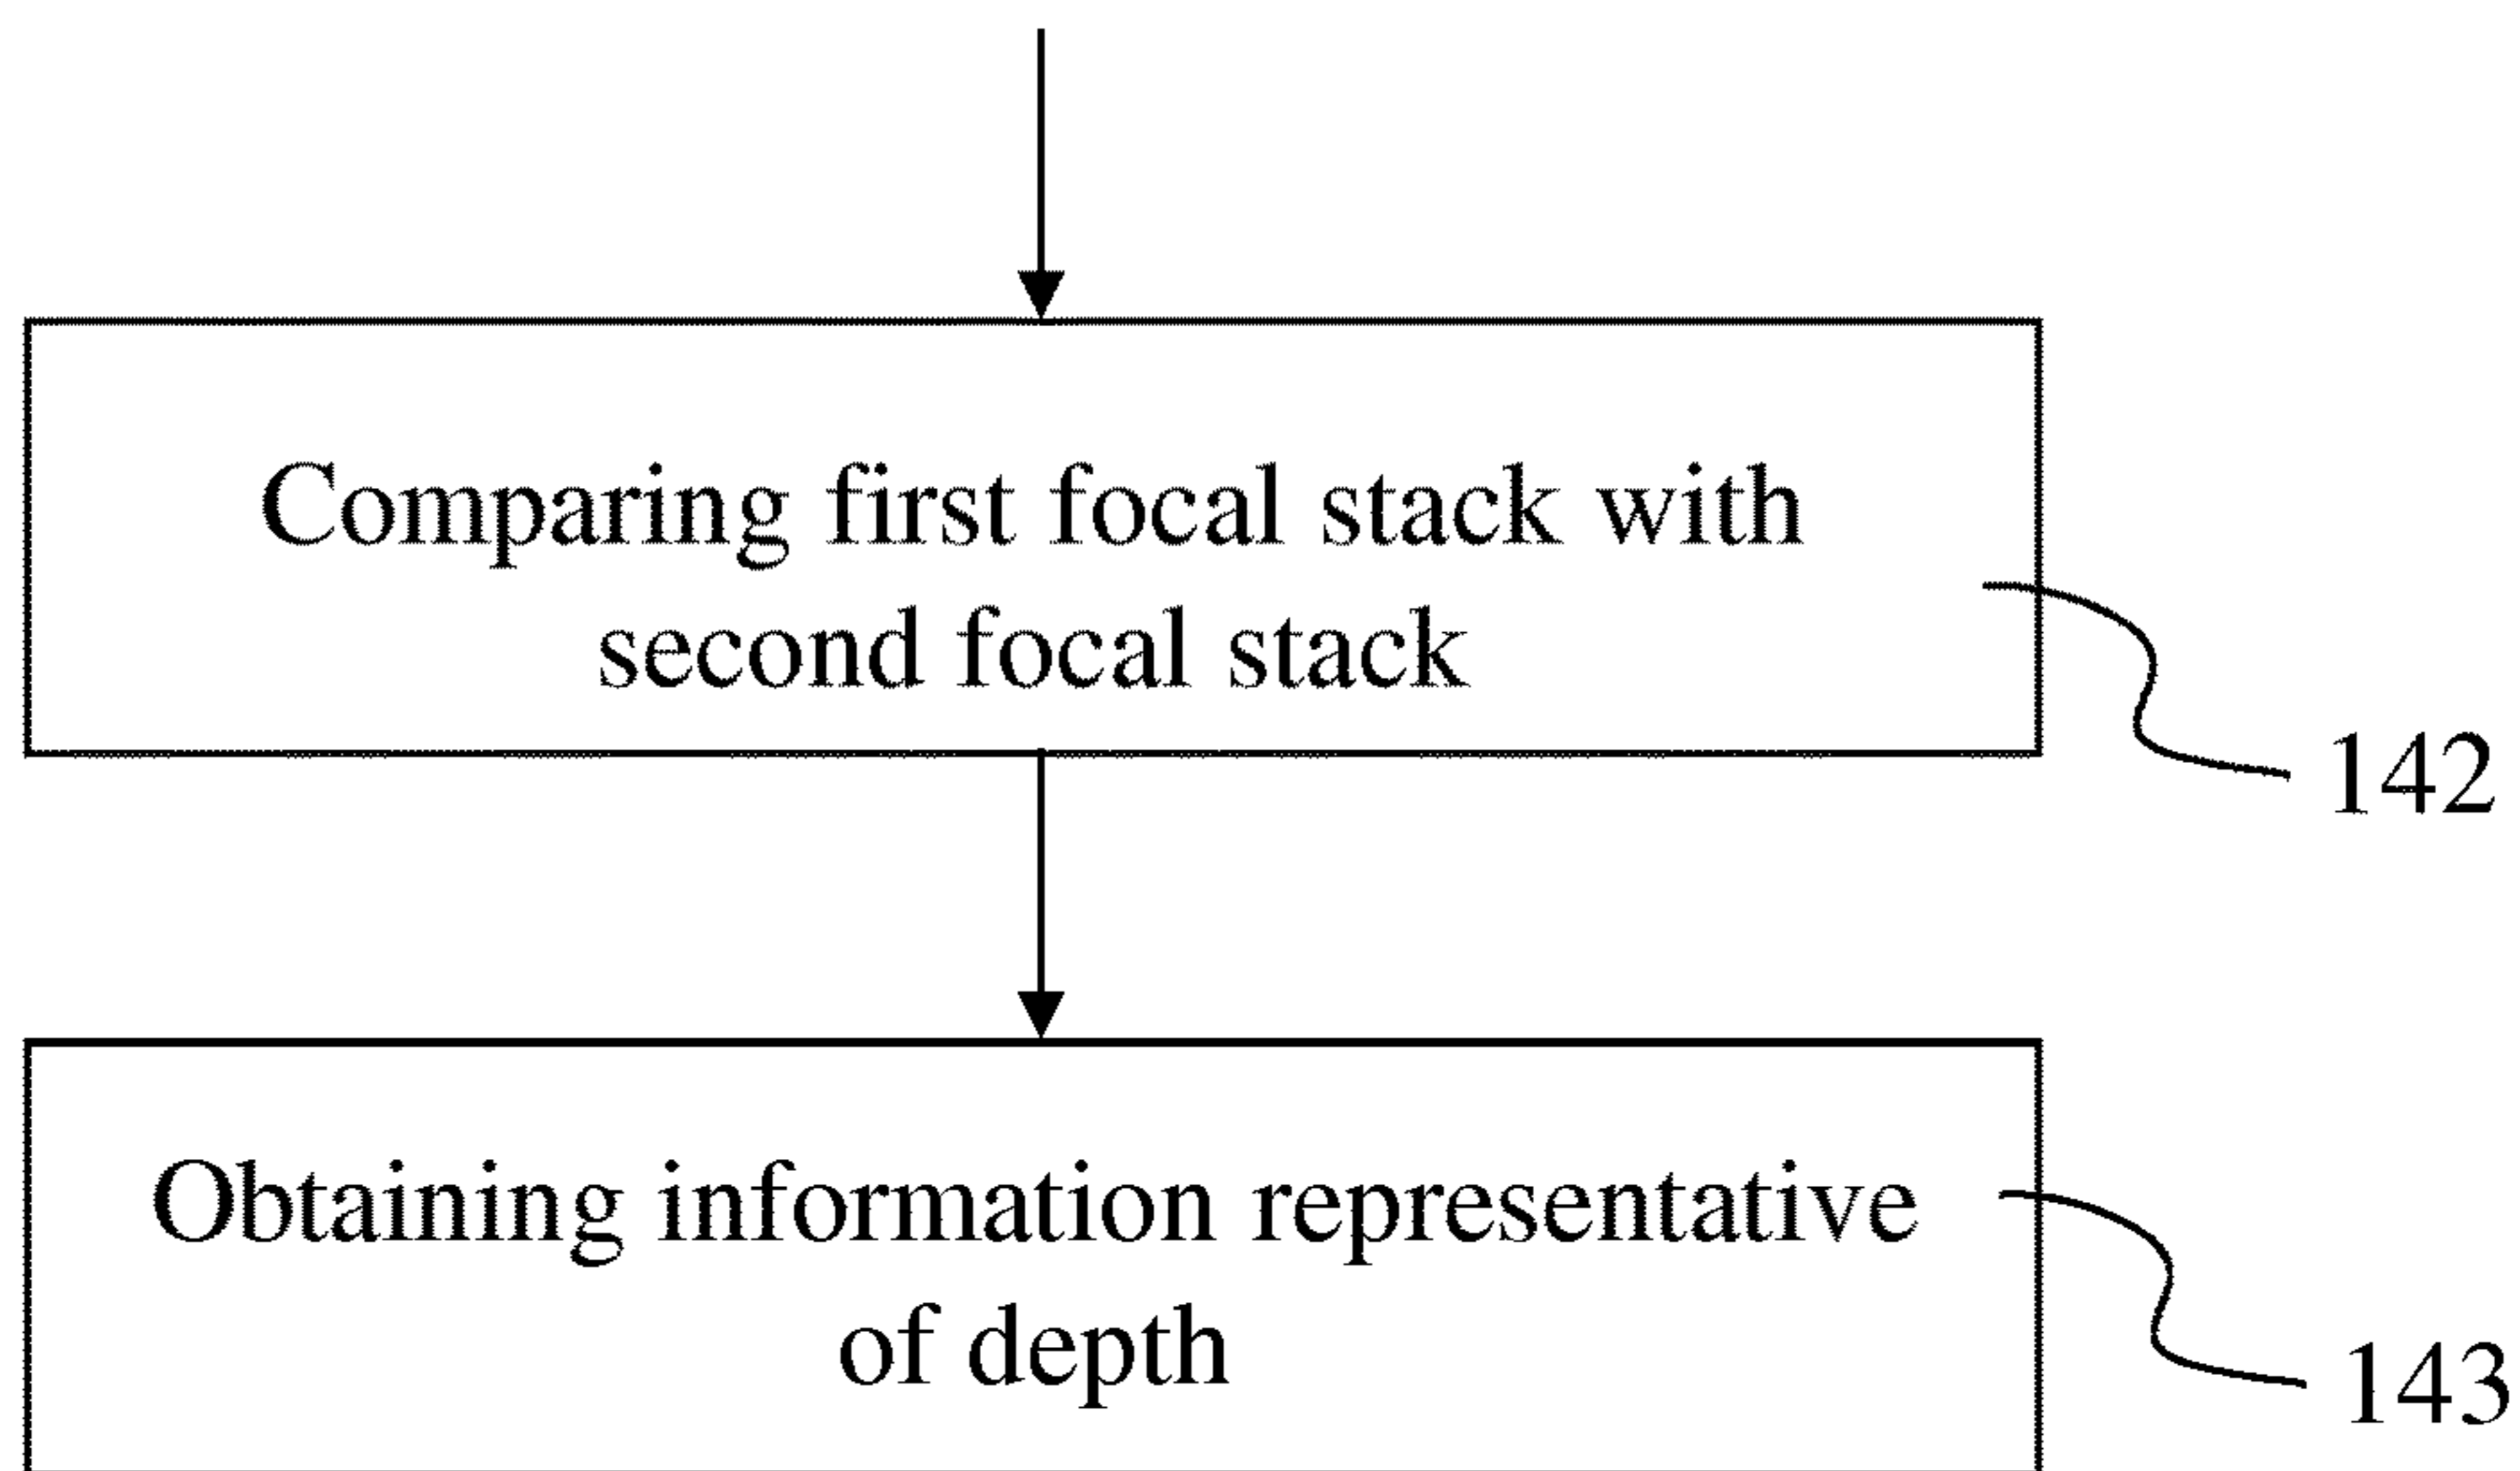 Comparing first focal stack with
second focal stack
142
Obtaining information representative
of depth
143